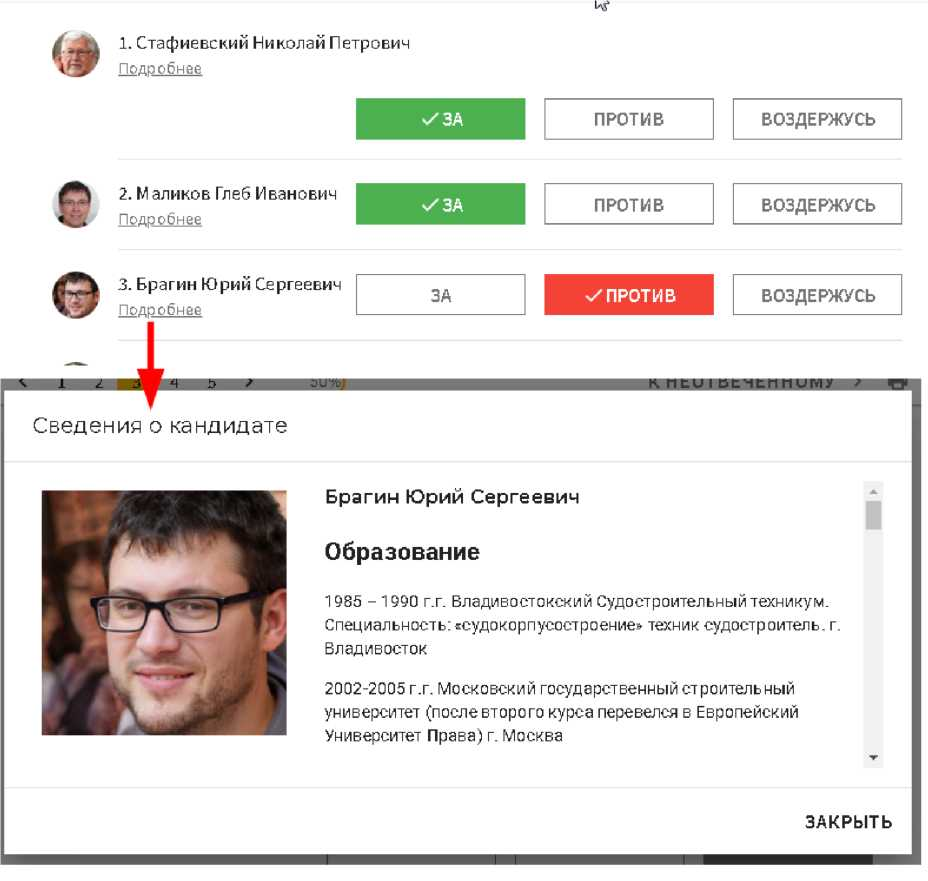 1. Стафиевский Николай Петрович
Подробнее
ЗА
ПРОТИВ
ВОЗДЕРЖУСЬ
2. Маликов Глеб Иванович
Подробнее
ЗА
ПРОТИВ
ВОЗДЕРЖУСЬ
3. Брагин Юрий Сергеевич
Подробнее
ЗА
ПРОТИВ
ВОЗДЕРЖУСЬ
< 1 2 3 4 5 > 50%) К НЕОТВЕЧЕННОМУ >
Сведения о кандидате
Брагин Юрий Сергеевич
Образование
1985 – 1990 г.г. Владивостокский Судостроительный техникум.
Специальность: «судокорпусостроение» техник судостроитель. г.
Владивосток
2002-2005 г.г. Московский государственный строительный
университет (после второго курса перевелся в Европейский
Университет Права) г. Москва
ЗАКРЫТЬ